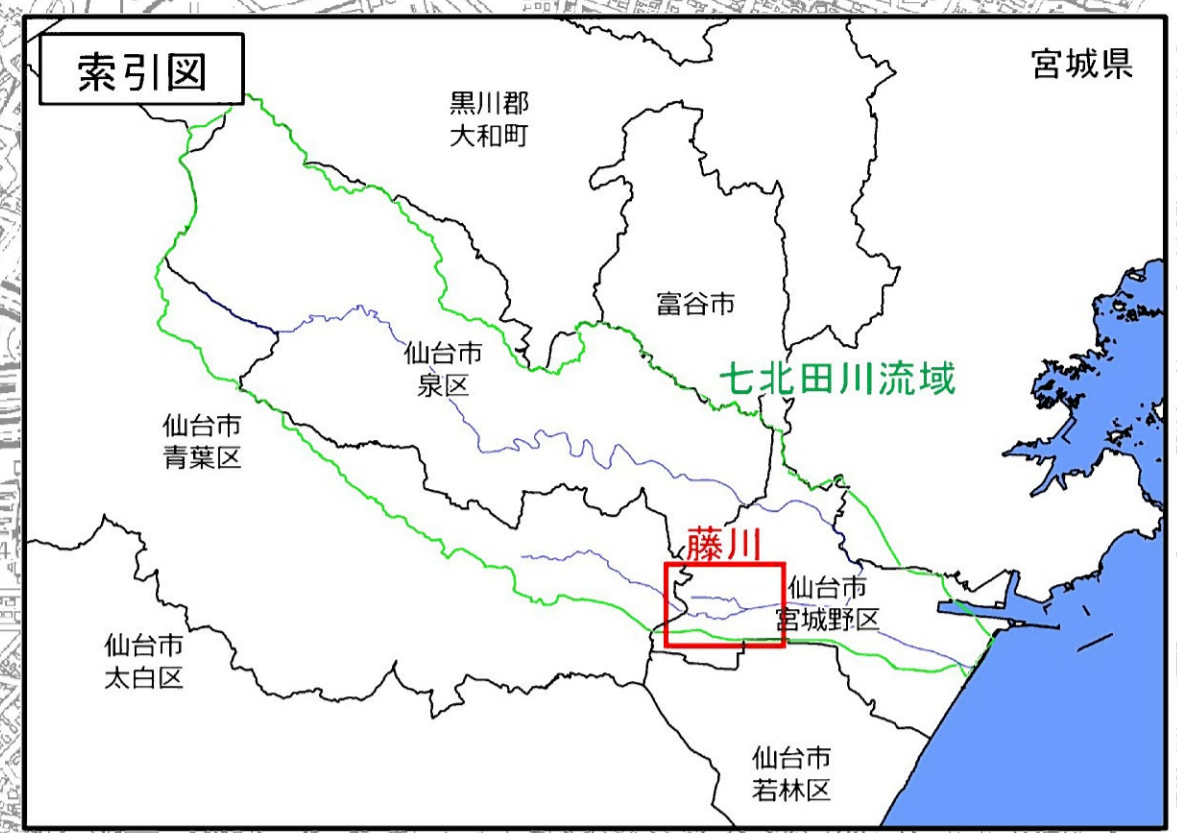 索引図
宮城県
黒川郡
大和町
富谷市
仙台市
泉区
七北田川流域
仙台市
青葉区
藤川
仙台市
宮城野区
仙台市
太白区
仙台市
若林区